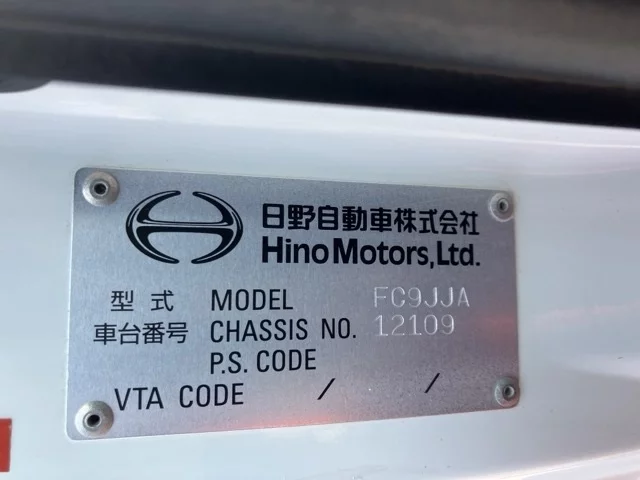 日野自動車株式会社
Hino Motors, Ltd.
型式 MODEL FC9JJA
車台番号 CHASSIS NO. 12109
P.S. CODE
VTA CODE / /